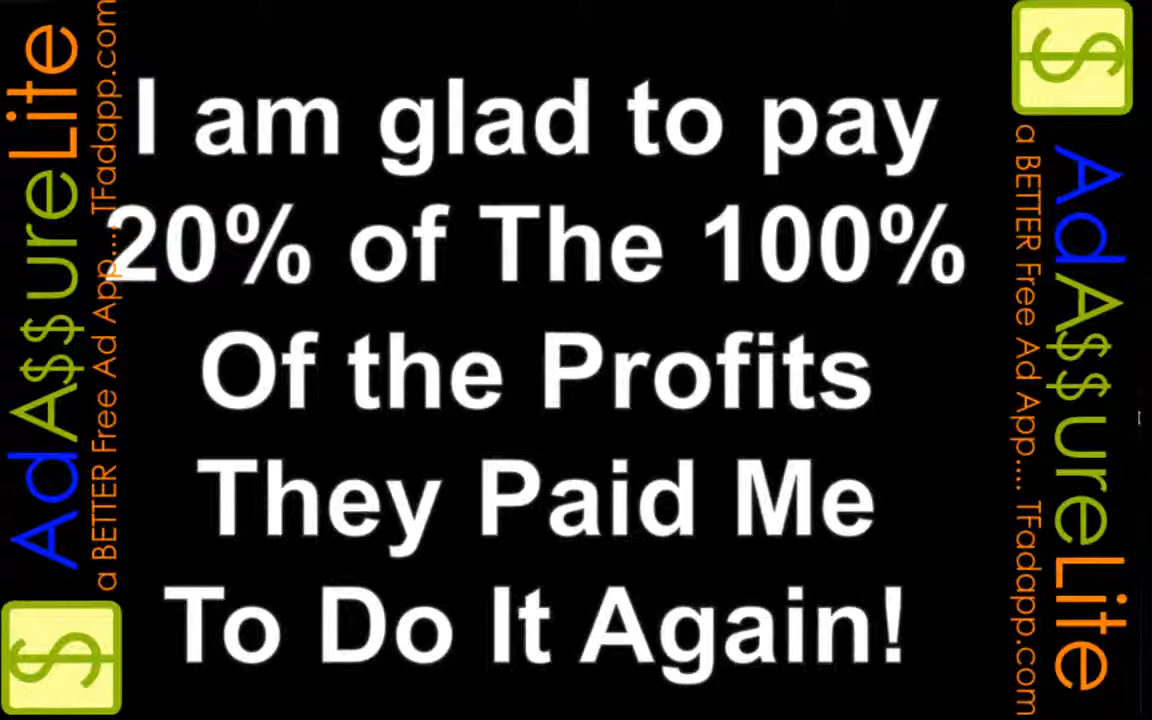 AdA$$ureLite
a BETTER Free Ad App.... TFadapp.com
I am glad to pay
20% of The 100%
Of the Profits
They Paid Me
To Do It Again!
$
$
AdA$$ureLite
a BETTER Free Ad App.... TFadapp.com